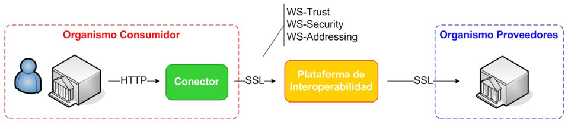 WS-Trust
WS-Security
WS-Addressing
Organismo Consumidor
Organismo Proveedores
HTTP
Conector
SSL
Plataforma de
Interoperabilidad
SSL